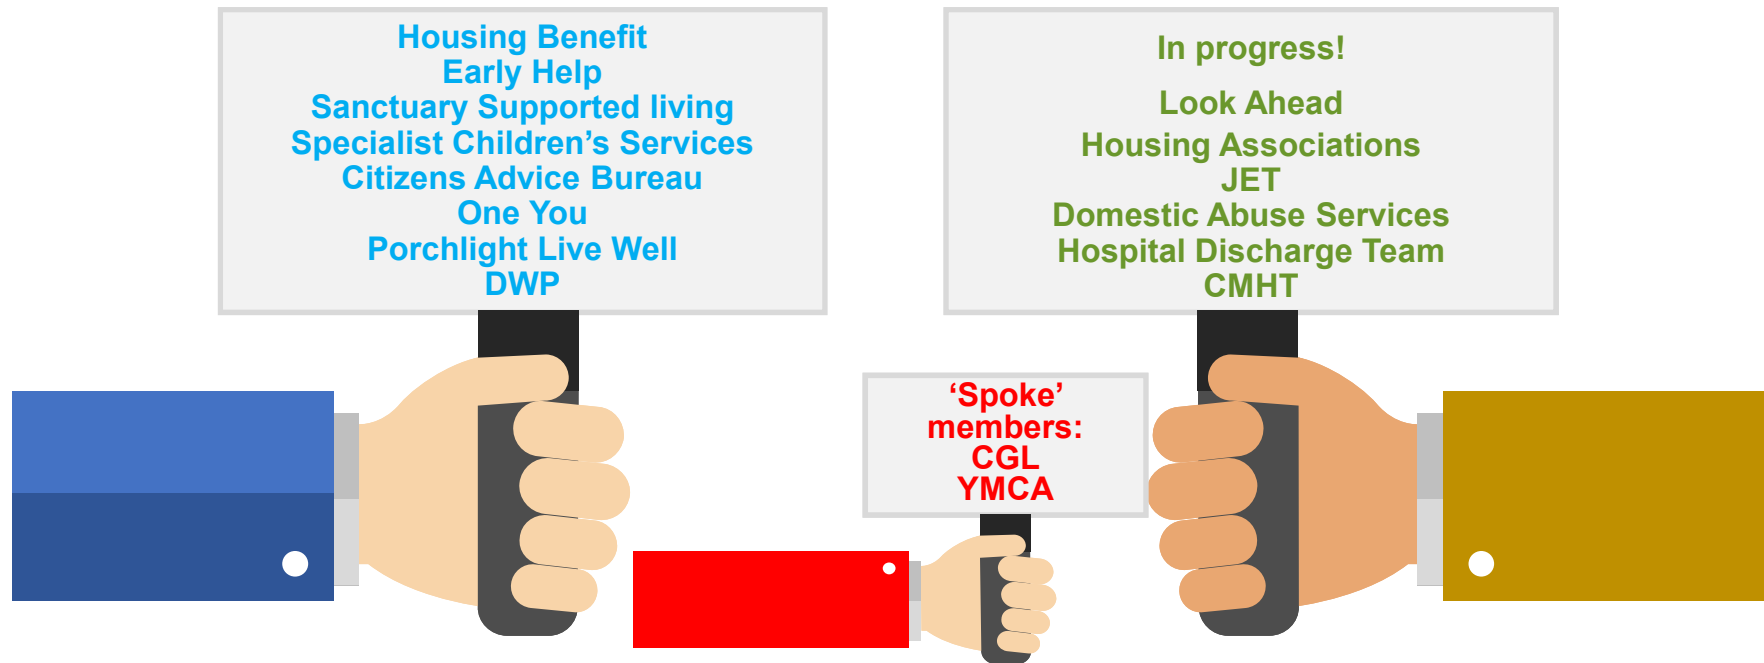 Housing Benefit
Early Help
Sanctuary Supported living
Specialist Children’s Services
Citizens Advice Bureau
One You
Porchlight Live Well
DWP
In progress!
Look Ahead
Housing Associations
JET
Domestic Abuse Services
Hospital Discharge Team
CMHT
‘Spoke’
members:
CGL
YMCA